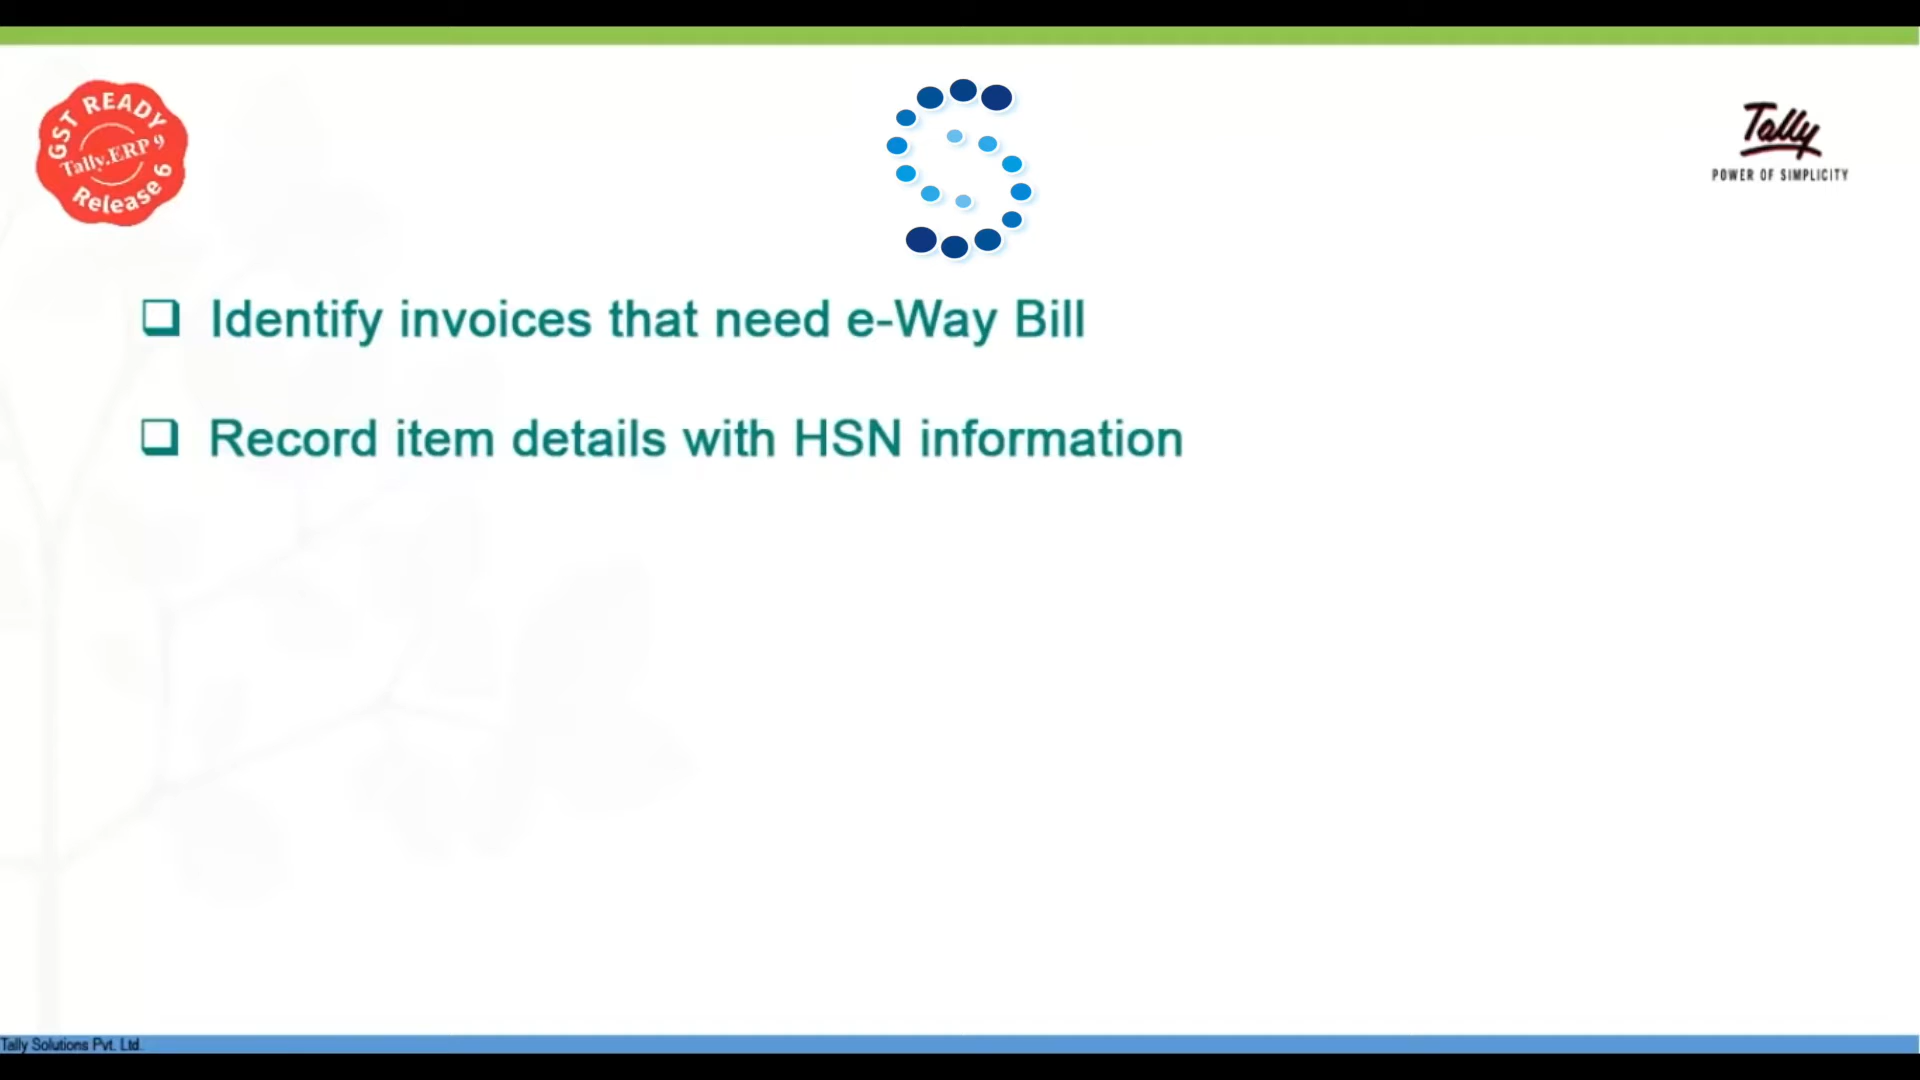 GST READY
Tally.ERP 9
Release 6
Tally
POWER OF SIMPLICITY
Identify invoices that need e-Way Bill
Record item details with HSN information
Tally Solutions Pvt. Ltd.